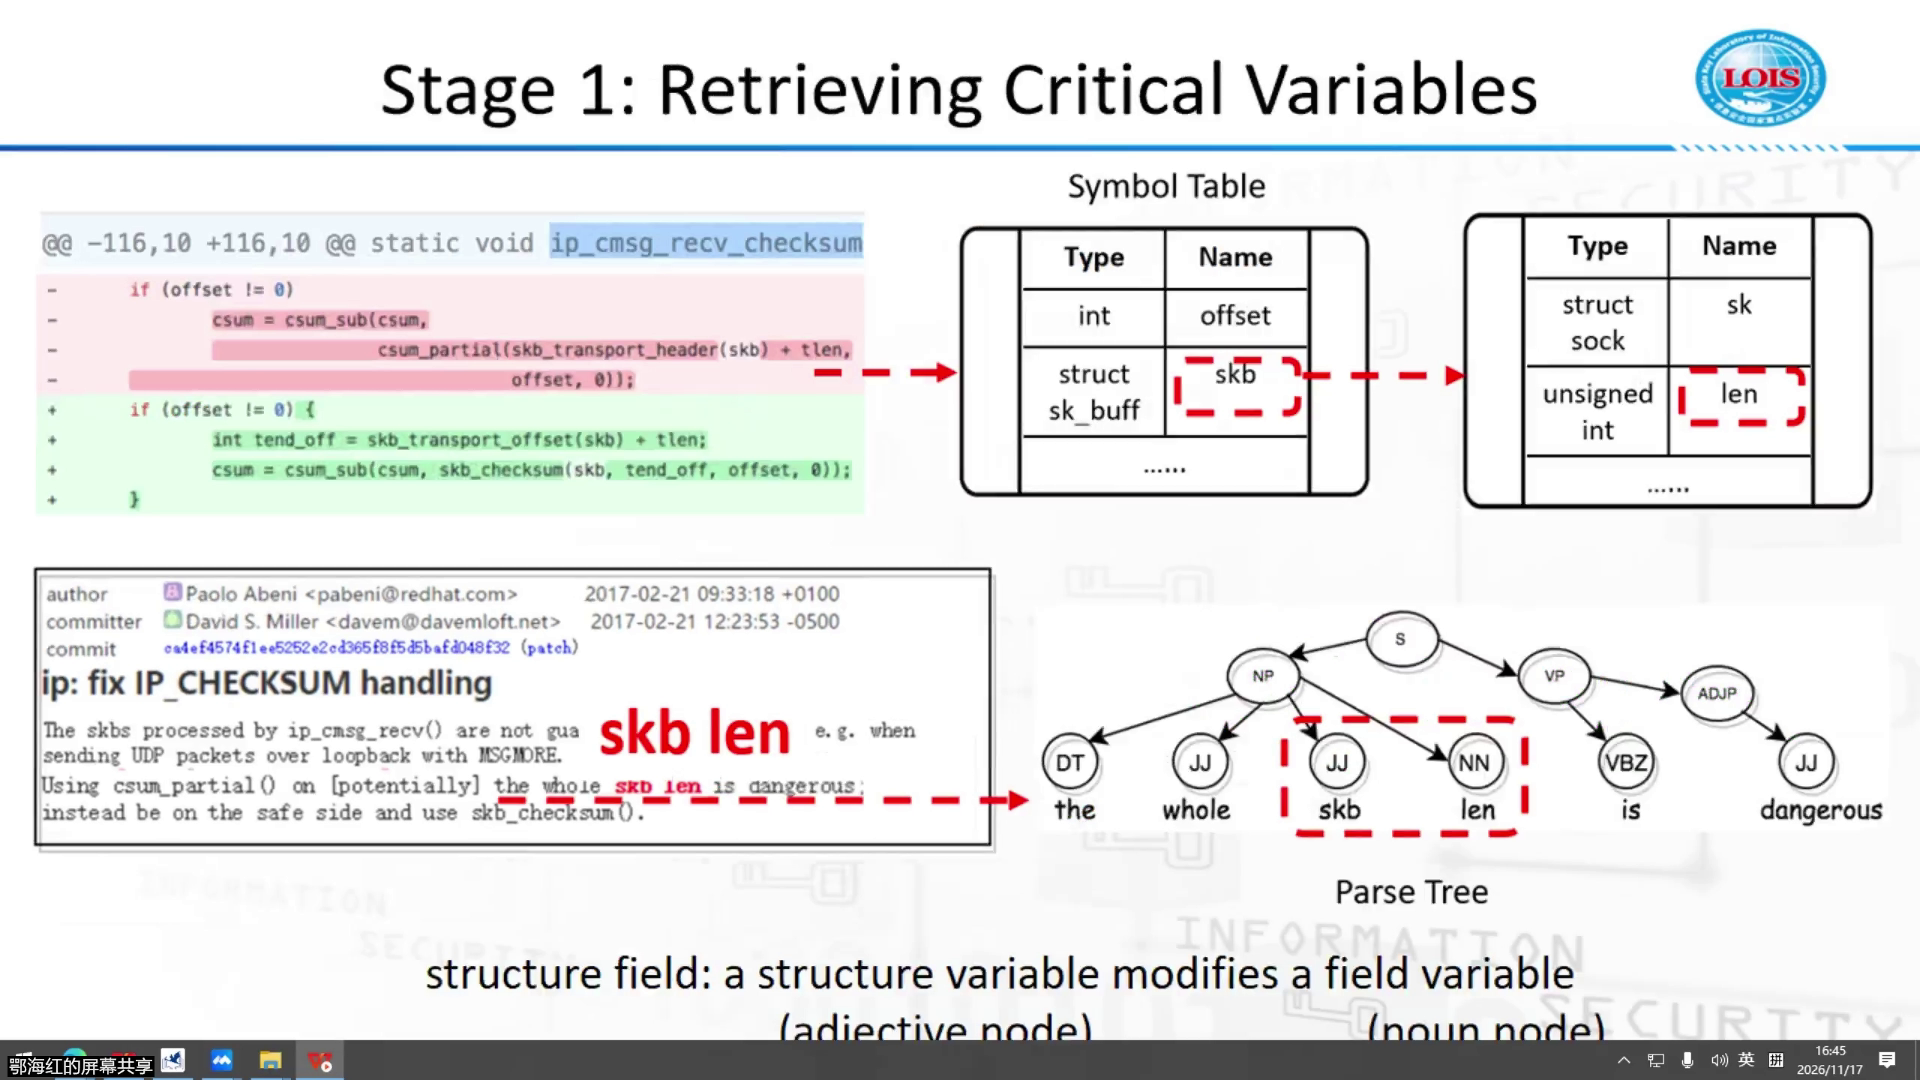 Stage 1: Retrieving Critical Variables
LOIS
@@ -116,10 +116,10 @@ static void ip_cmsg_recv_checksum
- if (offset != 0)
- csum = csum_sub(csum,
- csum_partial(skb_transport_header(skb) + tlen,
- offset, 0));
+ if (offset != 0) {
+ int tend_off = skb_transport_offset(skb) + tlen;
+ csum = csum_sub(csum, skb_checksum(skb, tend_off, offset, 0));
+ }
Symbol Table
Type Name
int offset
struct sk_buff skb
......
Type Name
struct sock sk
unsigned int len
......
author Paolo Abeni <pabeni@redhat.com> 2017-02-21 09:33:18 +0100
committer David S. Miller <davem@davemloft.net> 2017-02-21 12:23:53 -0500
commit ca4ef4574f1ee5252e2cd365f8f5d5bafd048f32 (patch)
ip: fix IP_CHECKSUM handling
The skbs processed by ip_cmsg_recv() are not gua skb len e.g. when
sending UDP packets over loopback with MSGMORE.
Using csum_partial() on [potentially] the whole skb len is dangerous;
instead be on the safe side and use skb_checksum().
S
NP VP
ADJP
DT JJ JJ NN VBZ JJ
the whole skb len is dangerous
Parse Tree
INFORMATION
SECURITY
INFORMATION
SECURITY
structure field: a structure variable modifies a field variable
(adjective node) (noun node)
鄂海红的屏幕共享
英
拼
16:45
2026/11/17